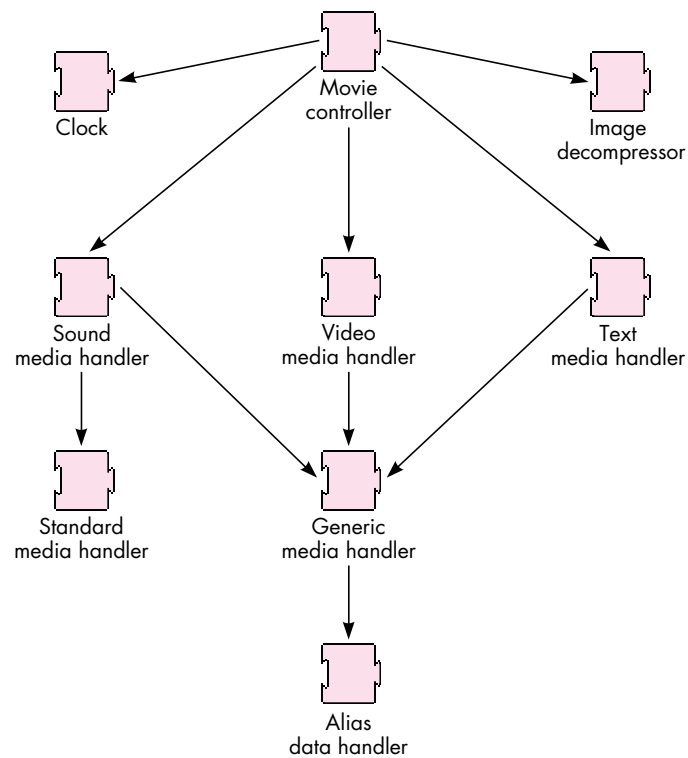 Movie
controller
Clock
Image
decompressor
Sound
media handler
Video
media handler
Text
media handler
Standard
media handler
Generic
media handler
Alias
data handler